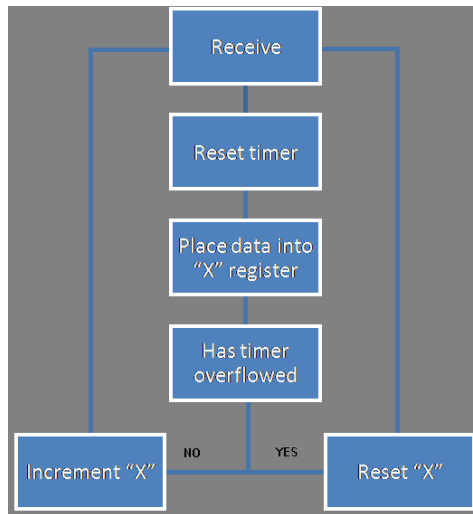 Receive
Reset timer
Place data into
“X” register
Has timer
overflowed
NO
YES
Increment “X”
Reset “X”